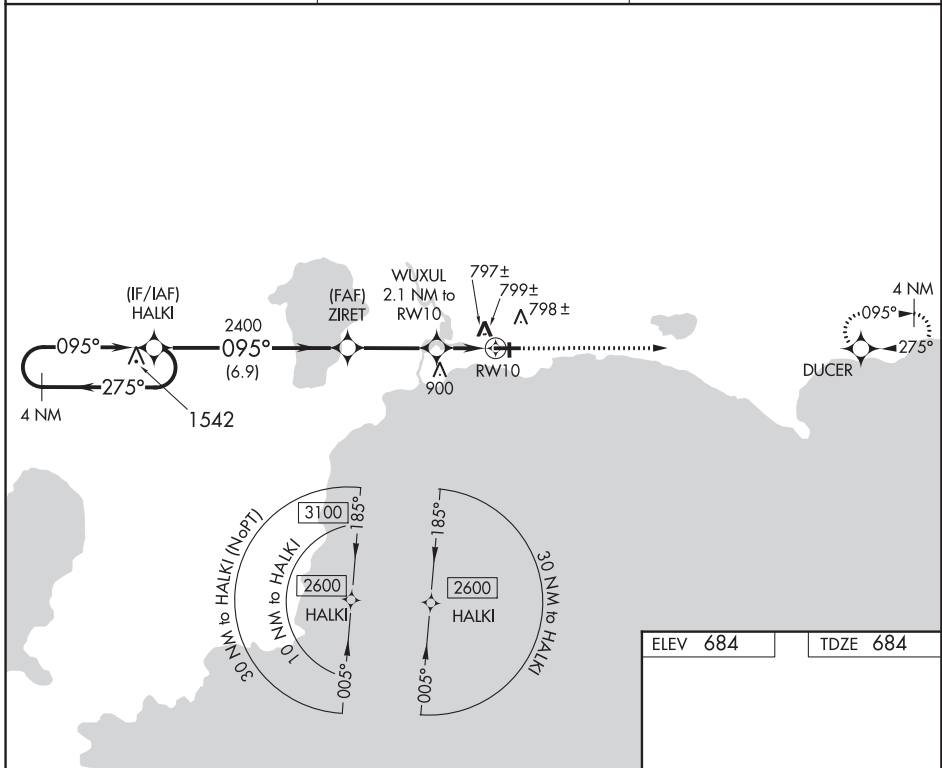 WUXUL
2.1 NM to
RW10
797±
799±
798±
(IF/IAF)
HALKI
(FAF)
ZIRET
2400
095°
(6.9)
095°
275°
4 NM
1542
900
RW10
4 NM
095°
275°
DUCER
30 NM to HALKI (NoPT)
10 NM to HALKI
3100
185°
2600
HALKI
005°
185°
2600
HALKI
005°
30 NM to HALKI
ELEV 684
TDZE 684